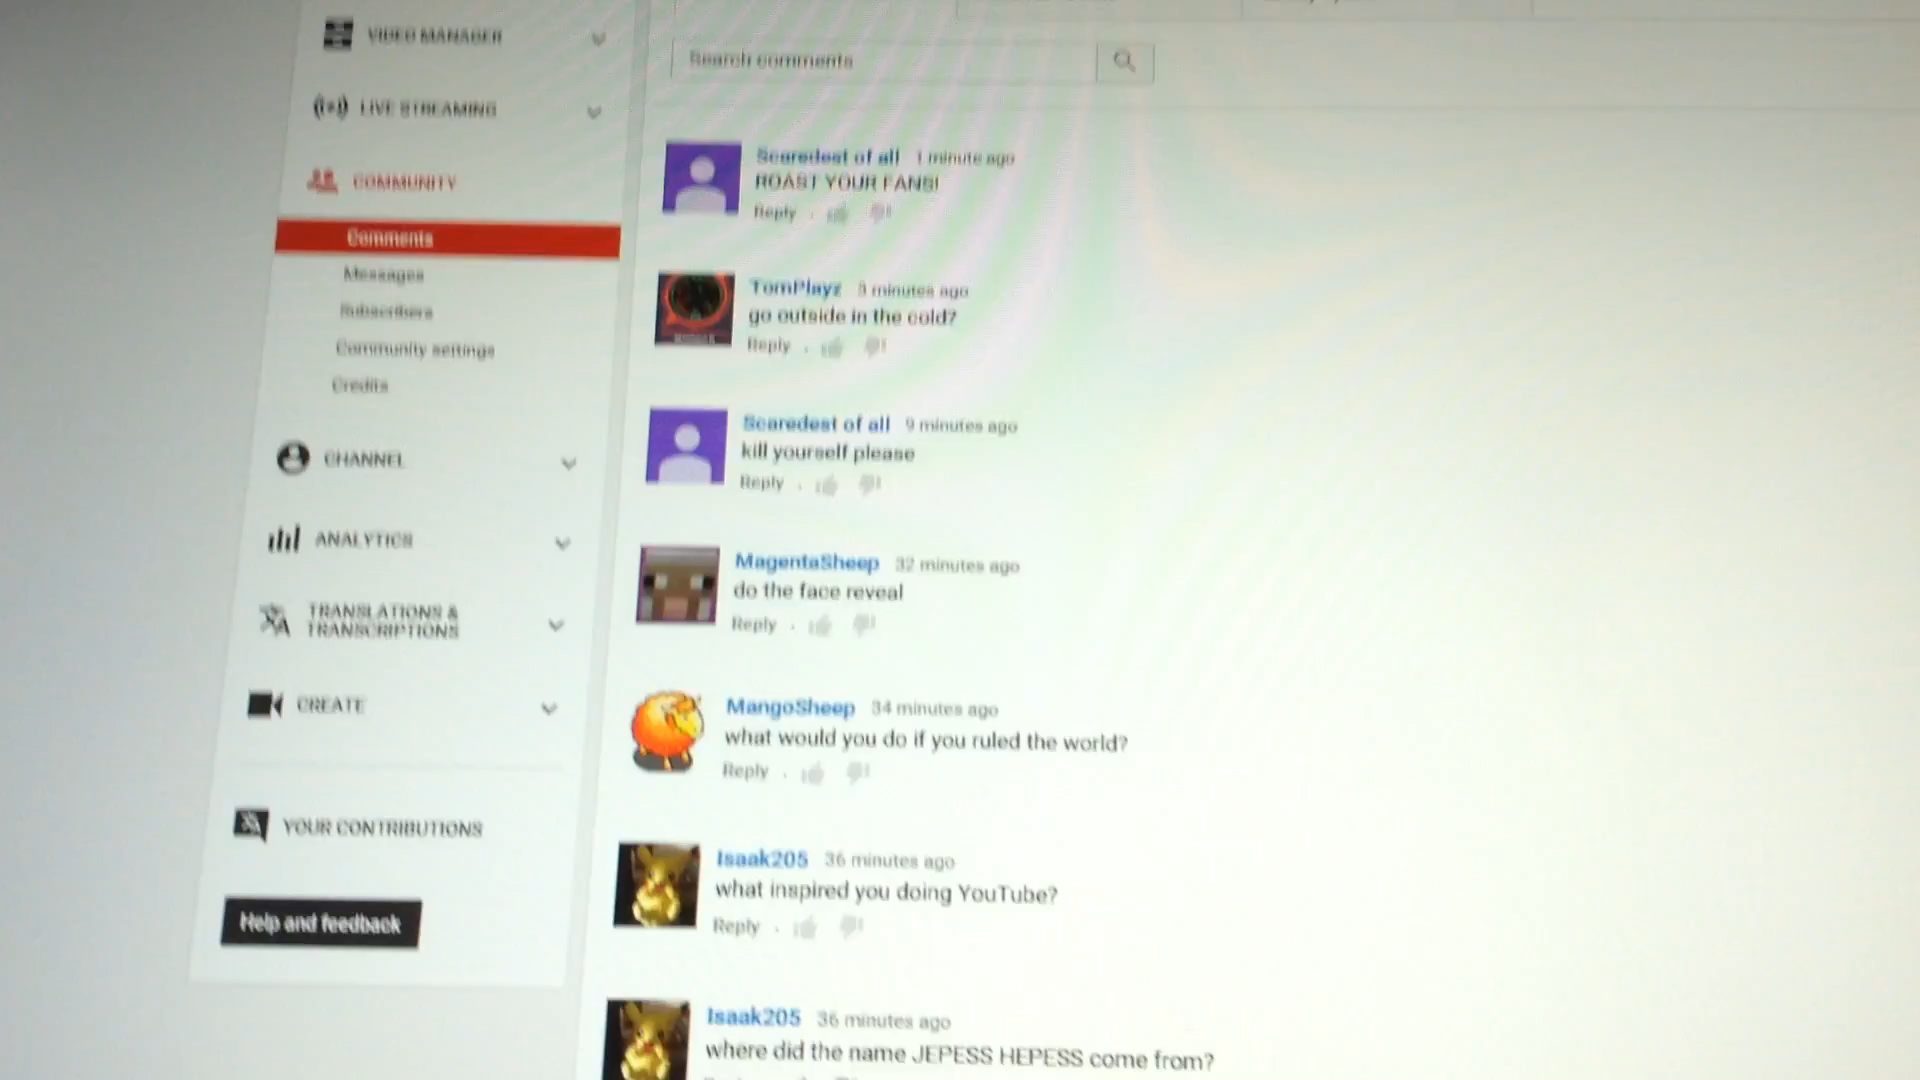 VIDEO MANAGER
LIVE STREAMING
COMMUNITY
Comments
Messages
Subscribers
Community settings
Credits
CHANNEL
ANALYTICS
TRANSLATIONS &
TRANSCRIPTIONS
CREATE
YOUR CONTRIBUTIONS
Help and feedback
Search comments
Scaredest of all 1 minute ago
ROAST YOUR FANS!
Reply
TomPlayz 3 minutes ago
go outside in the cold?
Reply
Scaredest of all 9 minutes ago
kill yourself please
Reply
MagentaSheep 32 minutes ago
do the face reveal
Reply
MangoSheep 34 minutes ago
what would you do if you ruled the world?
Reply
Isaak205 36 minutes ago
what inspired you doing YouTube?
Reply
Isaak205 36 minutes ago
where did the name JEPESS HEPESS come from?